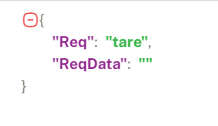 {
"Req": "tare",
"ReqData": ""
}